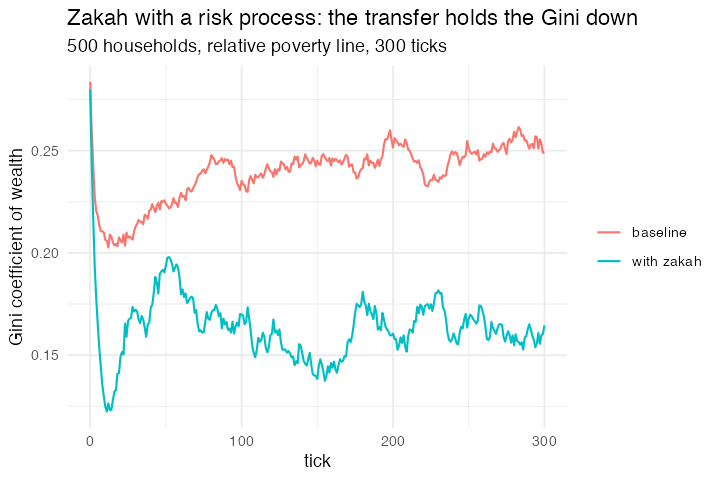 Zakah with a risk process: the transfer holds the Gini down
500 households, relative poverty line, 300 ticks
Gini coefficient of wealth
0.25
0.20
0.15
0
100
200
300
tick
baseline
with zakah